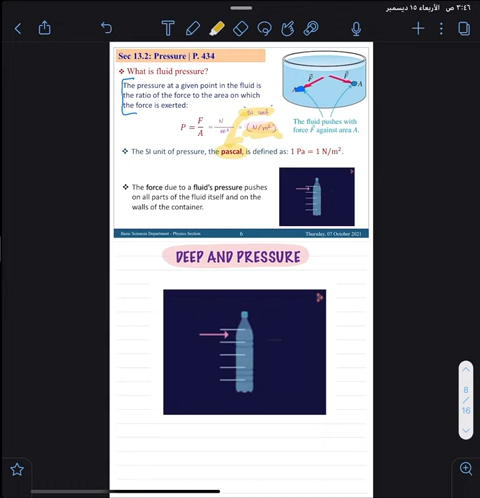 ٣:٤٦ ص الأربعاء ١٥ ديسمبر
Sec 13.2: Pressure | P. 434
❖ What is fluid pressure?
The pressure at a given point in the fluid is
the ratio of the force to the area on which
the force is exerted:
SI unit
P = F/A = N/m² = (N/m²)
F F
A A
The fluid pushes with
force F against area A.
❖ The SI unit of pressure, the pascal, is defined as: 1 Pa = 1 N/m².
❖ The force due to a fluid's pressure pushes
on all parts of the fluid itself and on the
walls of the container.
Basic Sciences Department - Physics Section 6 Thursday, 07 October 2021
DEEP AND PRESSURE
8
/
16